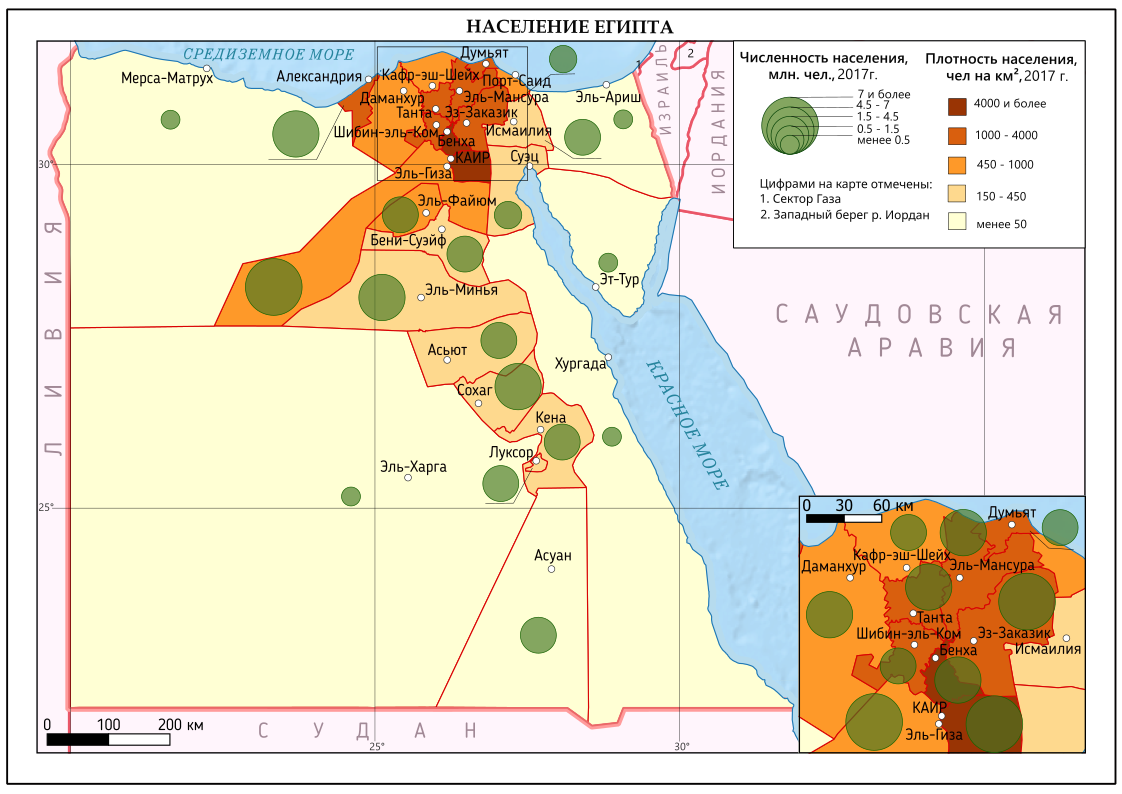 НАСЕЛЕНИЕ ЕГИПТА
СРЕДИЗЕМНОЕ МОРЕ
Мерса-Матрух
Александрия
Кафр-эш-Шейх
Думьят
Порт-Саид
Даманхур
Эль-Мансура
Танта
Эз-Заказик
Шибин-эль-Ком
Бенха
Исмаилия
Эль-Ариш
КАИР
Суэц
Эль-Гиза
Эль-Файюм
Бени-Суэйф
Эль-Минья
Эт-Тур
Асьют
Хургада
Сохаг
Кена
Луксор
Эль-Харга
Асуан
КРАСНОЕ МОРЕ
ЛИВИЯ
СУДАН
ИЗРАИЛЬ
ИОРДАНИЯ
САУДОВСКАЯ
АРАВИЯ
1
2
30°
25°
25°
30°
0 100 200 км
Численность населения,
млн. чел., 2017г.
7 и более
4.5 - 7
1.5 - 4.5
0.5 - 1.5
менее 0.5
Цифрами на карте отмечены:
1. Сектор Газа
2. Западный берег р. Иордан
Плотность населения,
чел на км², 2017 г.
4000 и более
1000 - 4000
450 - 1000
150 - 450
менее 50
0 30 60 км
Думьят
Кафр-эш-Шейх
Даманхур
Эль-Мансура
Танта
Шибин-эль-Ком
Эз-Заказик
Бенха
Исмаилия
КАИР
Эль-Гиза